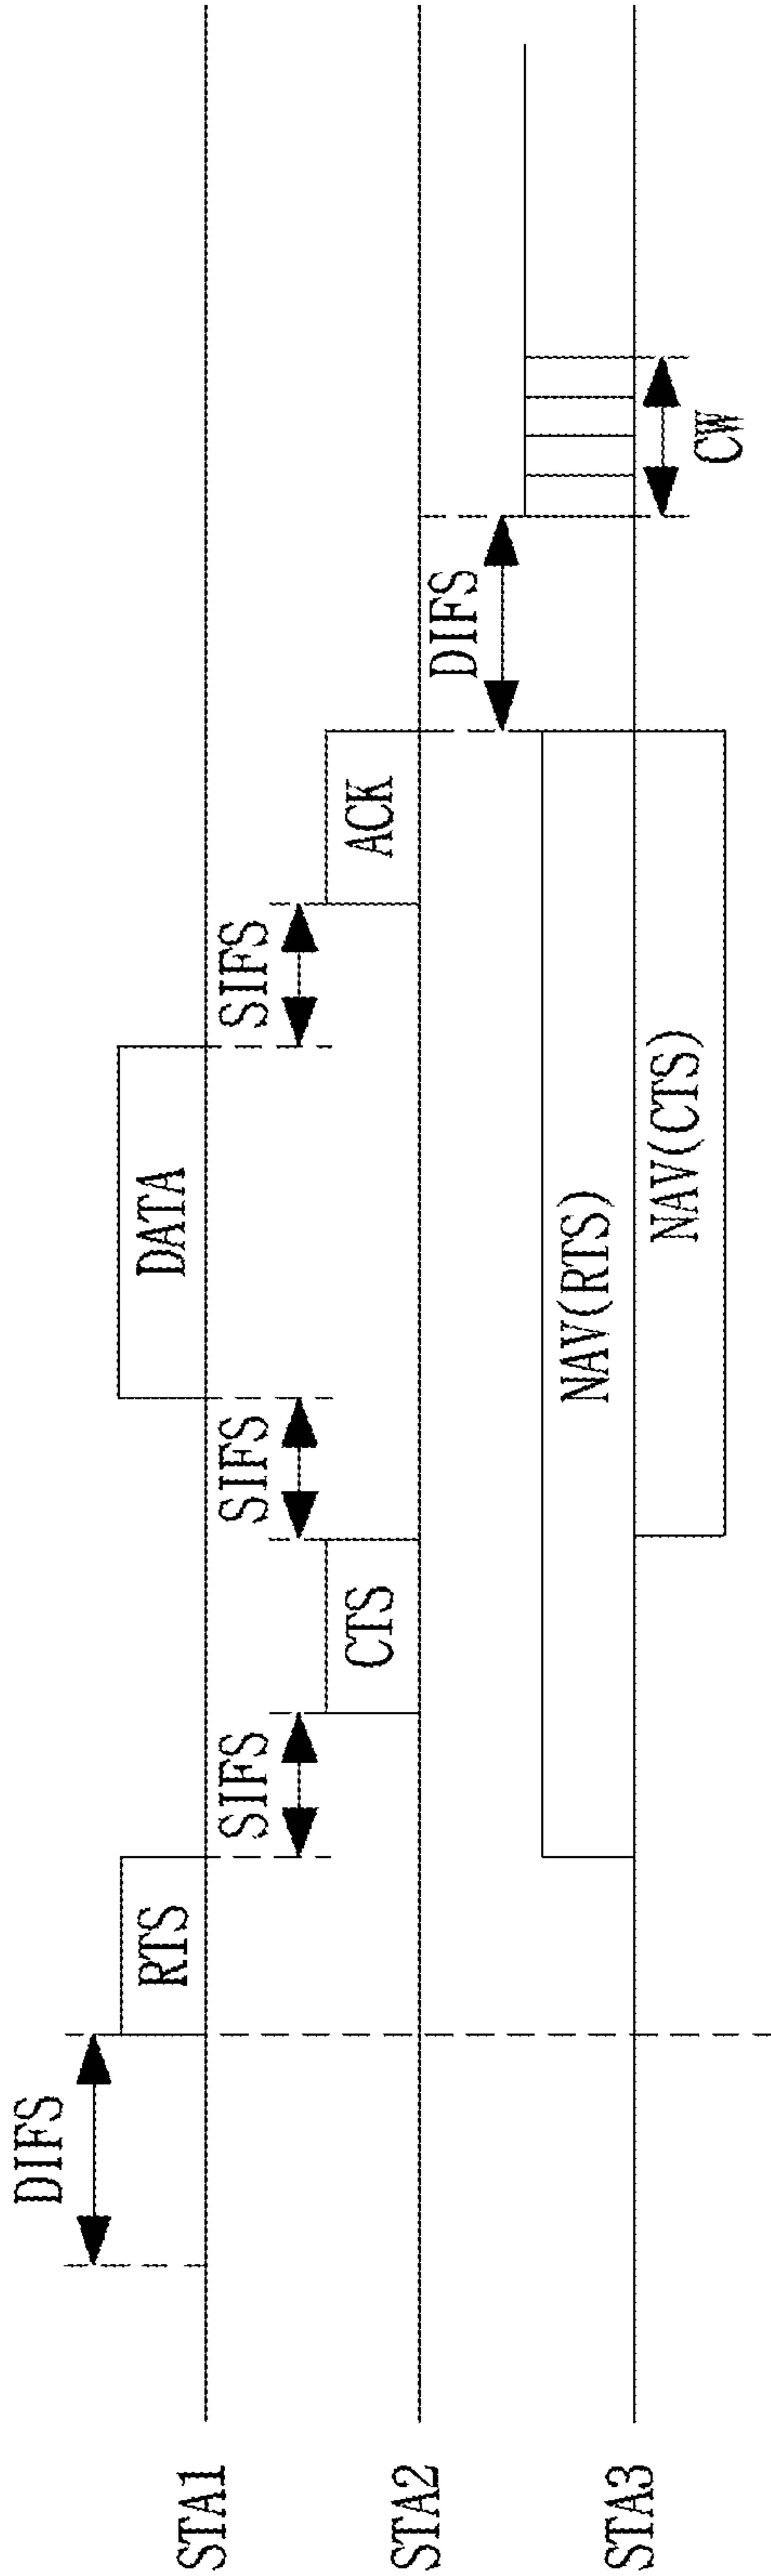 DIFS
STA1
RTS
DATA
SIFS
SIFS
SIFS
STA2
CTS
ACK
DIFS
STA3
NAV(RTS)
NAV(CTS)
CW